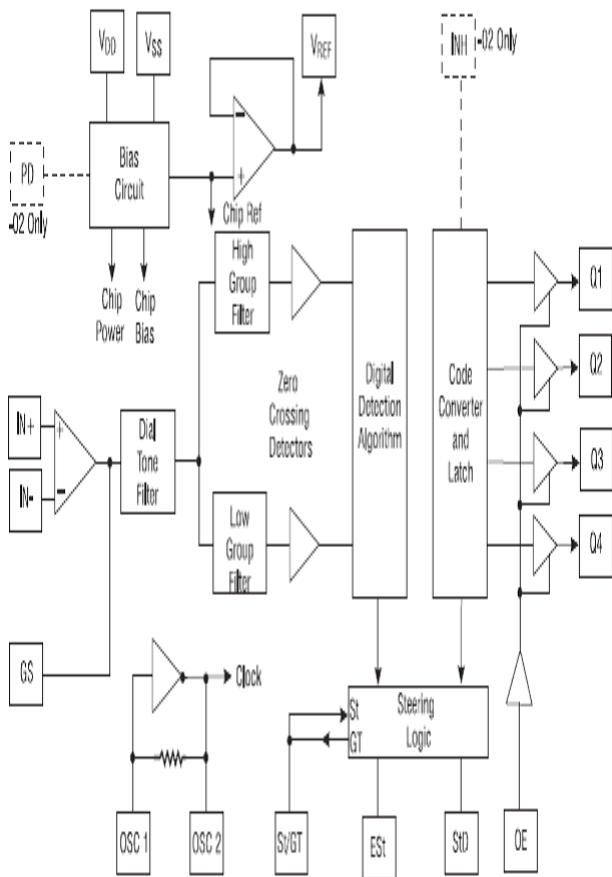 VDD
VSS
VREF
INH
-02 Only
PD
-02 Only
Bias
Circuit
-
+
Chip Ref
Chip
Power
Chip
Bias
High
Group
Filter
Zero
Crossing
Detectors
Low
Group
Filter
Digital
Detection
Algorithm
Code
Converter
and
Latch
Q1
Q2
Q3
Q4
IN+
IN-
+
-
Dial
Tone
Filter
GS
Clock
St
GT
Steering
Logic
OSC 1
OSC 2
St/GT
ESt
StD
OE